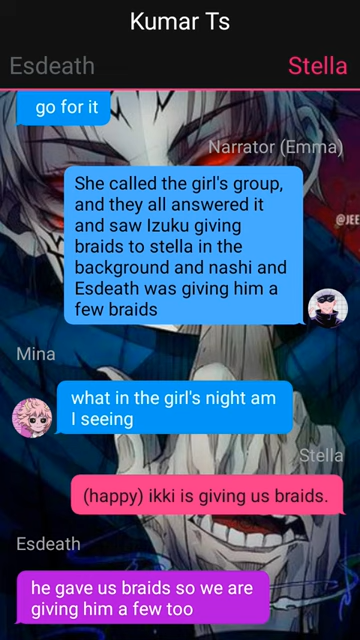 Kumar Ts
Esdeath
Stella
go for it
Narrator (Emma)
She called the girl's group,
and they all answered it
and saw Izuku giving
braids to stella in the
background and nashi and
Esdeath was giving him a
few braids
@JEE
Mina
what in the girl's night am
I seeing
Stella
(happy) ikki is giving us braids.
Esdeath
he gave us braids so we are
giving him a few too